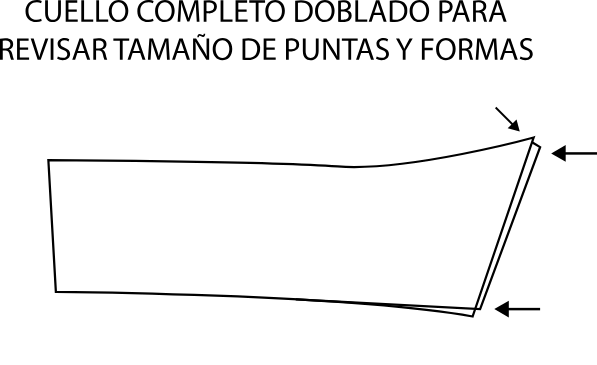 CUELLO COMPLETO DOBLADO PARA
REVISAR TAMAÑO DE PUNTAS Y FORMAS